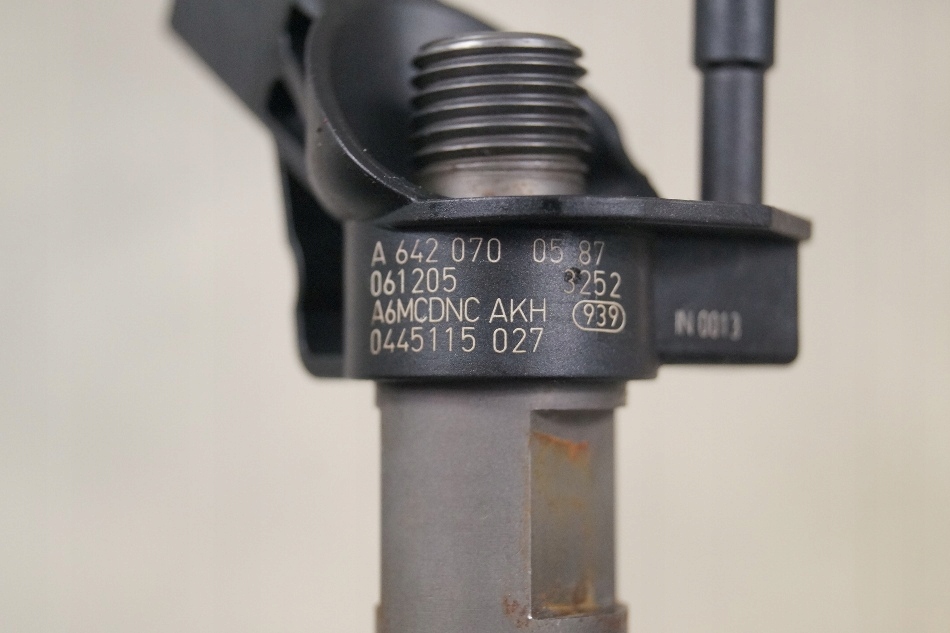 A 642 070 05 87
061205 3252
A6MCDNC AKH 939
0445115 027
IN 0013